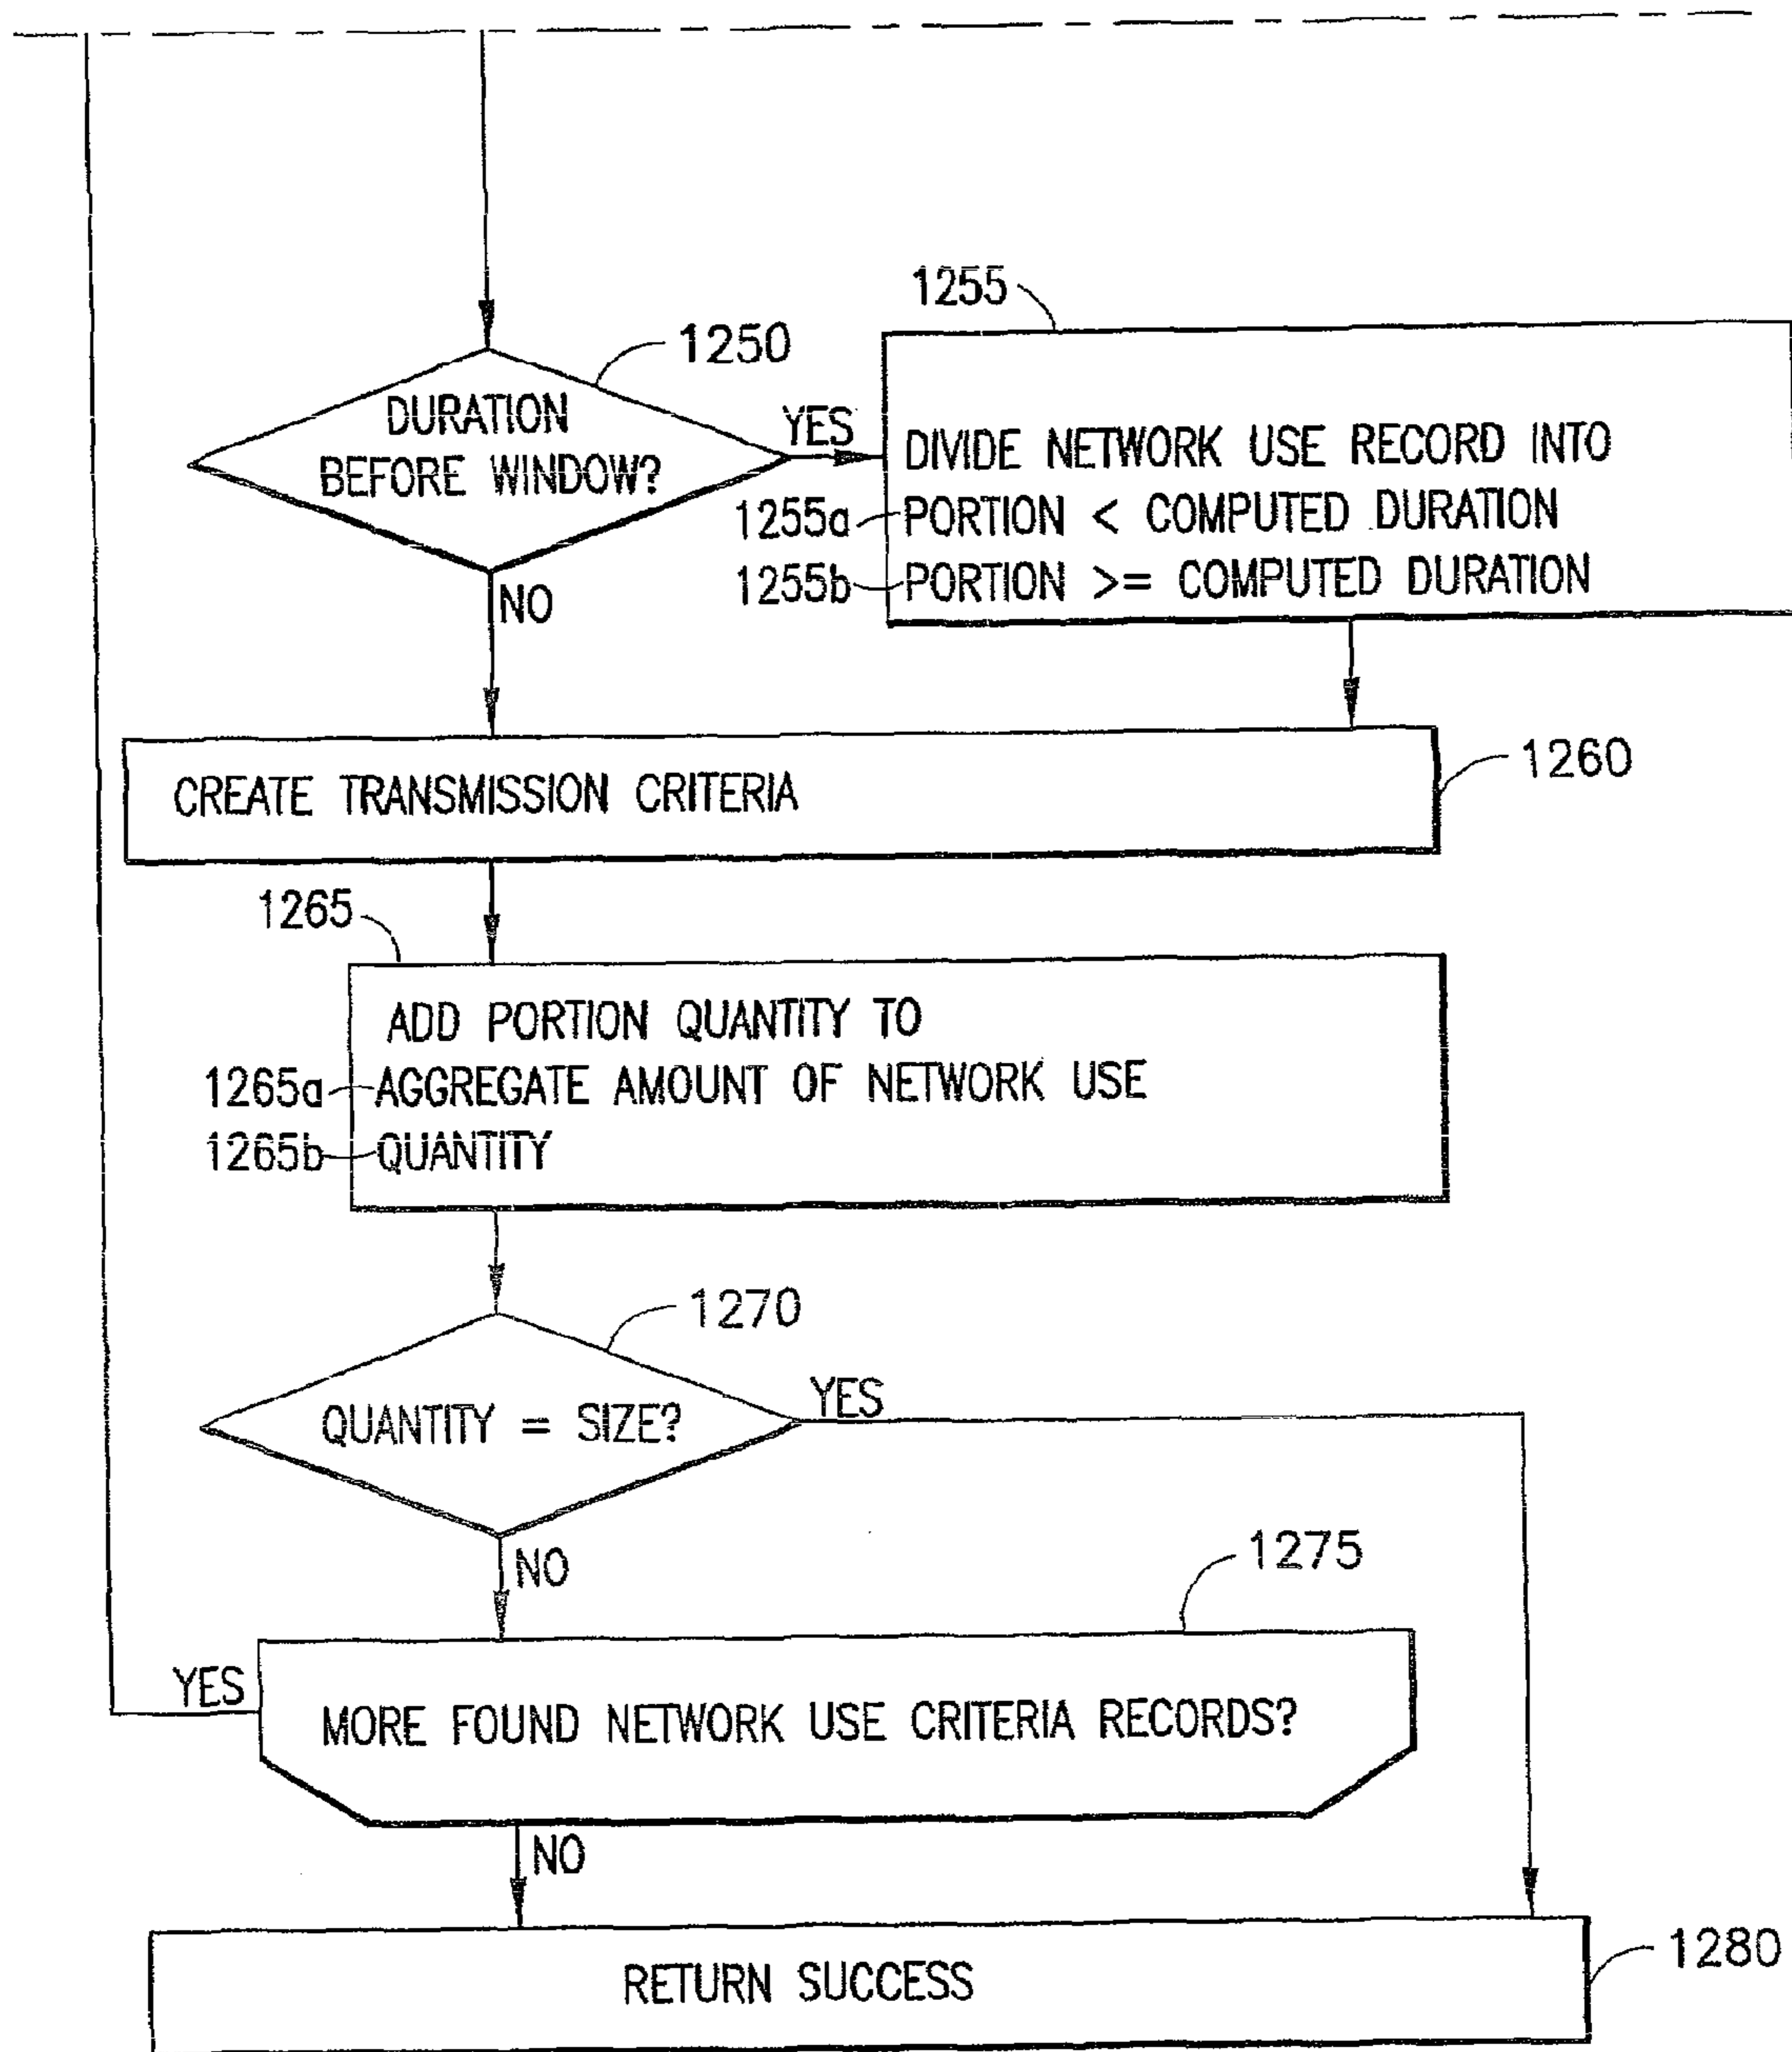 1255
1250
DURATION
BEFORE WINDOW?
YES
DIVIDE NETWORK USE RECORD INTO
1255a PORTION < COMPUTED DURATION
1255b PORTION >= COMPUTED DURATION
NO
CREATE TRANSMISSION CRITERIA
1260
1265
ADD PORTION QUANTITY TO
1265a AGGREGATE AMOUNT OF NETWORK USE
1265b QUANTITY
1270
QUANTITY = SIZE?
YES
NO
1275
YES
MORE FOUND NETWORK USE CRITERIA RECORDS?
NO
RETURN SUCCESS
1280